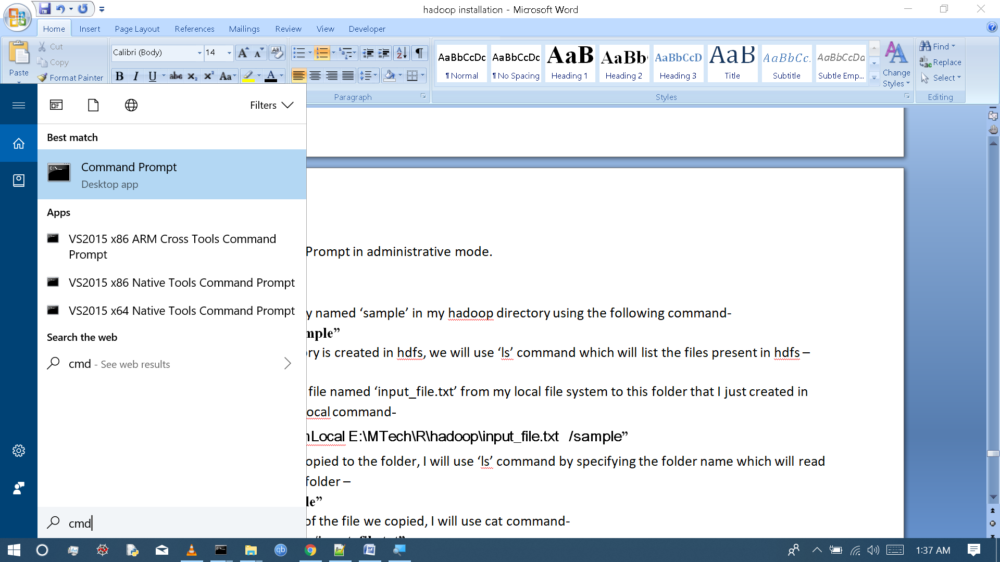 hadoop installation - Microsoft Word
Home Insert Page Layout References Mailings Review View Developer
Paste
Cut
Copy
Format Painter
Calibri (Body) 14
B I U abc X₂ X² Aa A
AaBbCcDc AaBbCcDc AaB AaBb AaBbCcD AaB AaBbCc. AaBbCcDa
¶ Normal ¶ No Spacing Heading 1 Heading 2 Heading 3 Title Subtitle Subtle Emp...
Change Styles
Find
Replace
Select
Paragraph Styles Editing
Filters
Best match
Command Prompt
Desktop app
Apps
VS2015 x86 ARM Cross Tools Command
Prompt
VS2015 x86 Native Tools Command Prompt
VS2015 x64 Native Tools Command Prompt
Search the web
cmd - See web results
cmd
Prompt in administrative mode.
y named ‘sample’ in my hadoop directory using the following command-
mple”
ry is created in hdfs, we will use ‘ls’ command which will list the files present in hdfs –
file named ‘input_file.txt’ from my local file system to this folder that I just created in
ocal command-
mLocal E:\MTech\R\hadoop\input_file.txt /sample”
opied to the folder, I will use ‘ls’ command by specifying the folder name which will read
folder –
le”
of the file we copied, I will use cat command-
1:37 AM